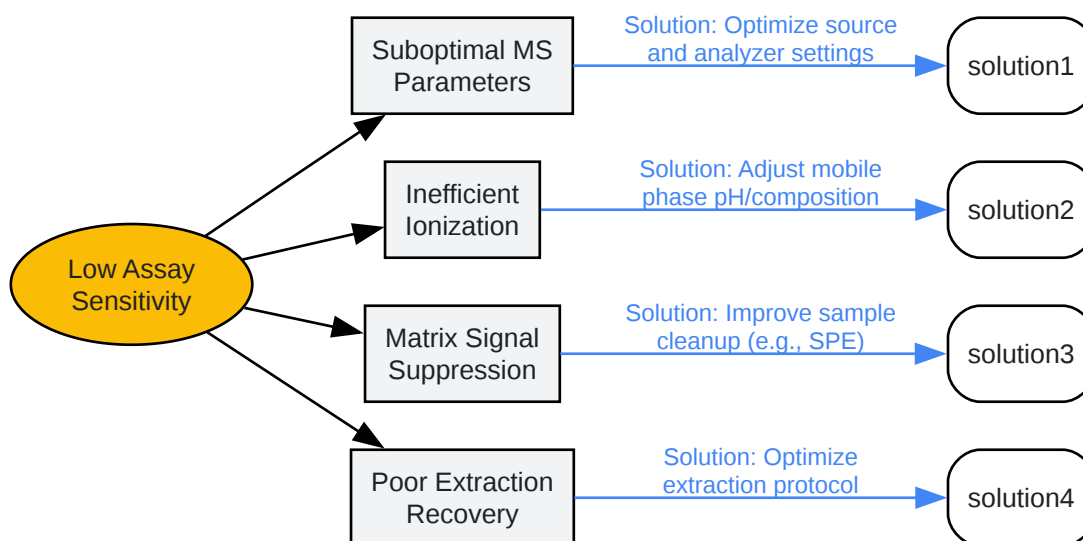 Suboptimal MS
Parameters
Solution: Optimize source
and analyzer settings
solution1
Inefficient
Ionization
Solution: Adjust mobile
phase pH/composition
solution2
Low Assay
Sensitivity
Matrix Signal
Suppression
Solution: Improve sample
cleanup (e.g., SPE)
solution3
Poor Extraction
Recovery
Solution: Optimize
extraction protocol
solution4